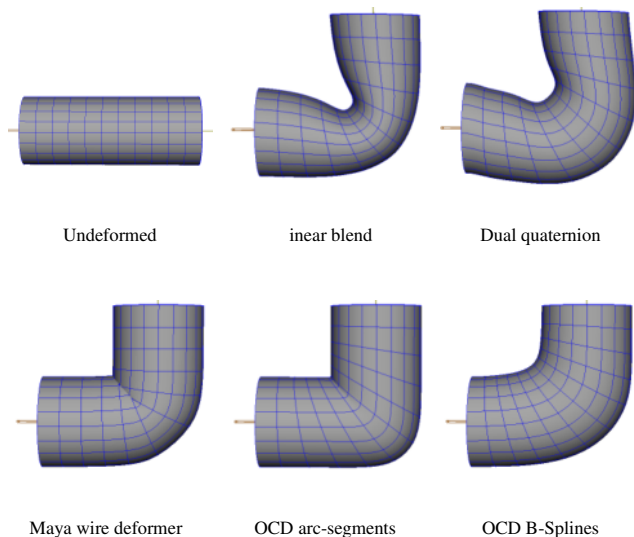 Undeformed
inear blend
Dual quaternion
Maya wire deformer
OCD arc-segments
OCD B-Splines